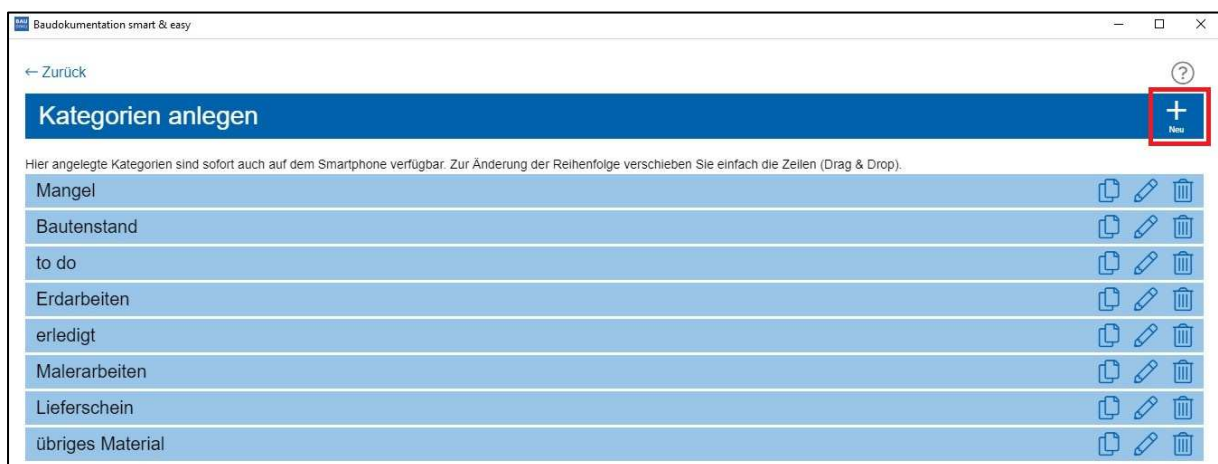 BAU
Baudokumentation smart & easy
← Zurück
?
Kategorien anlegen
Neu
Hier angelegte Kategorien sind sofort auch auf dem Smartphone verfügbar. Zur Änderung der Reihenfolge verschieben Sie einfach die Zeilen (Drag & Drop).
Mangel
Bautenstand
to do
Erdarbeiten
erledigt
Malerarbeiten
Lieferschein
übriges Material